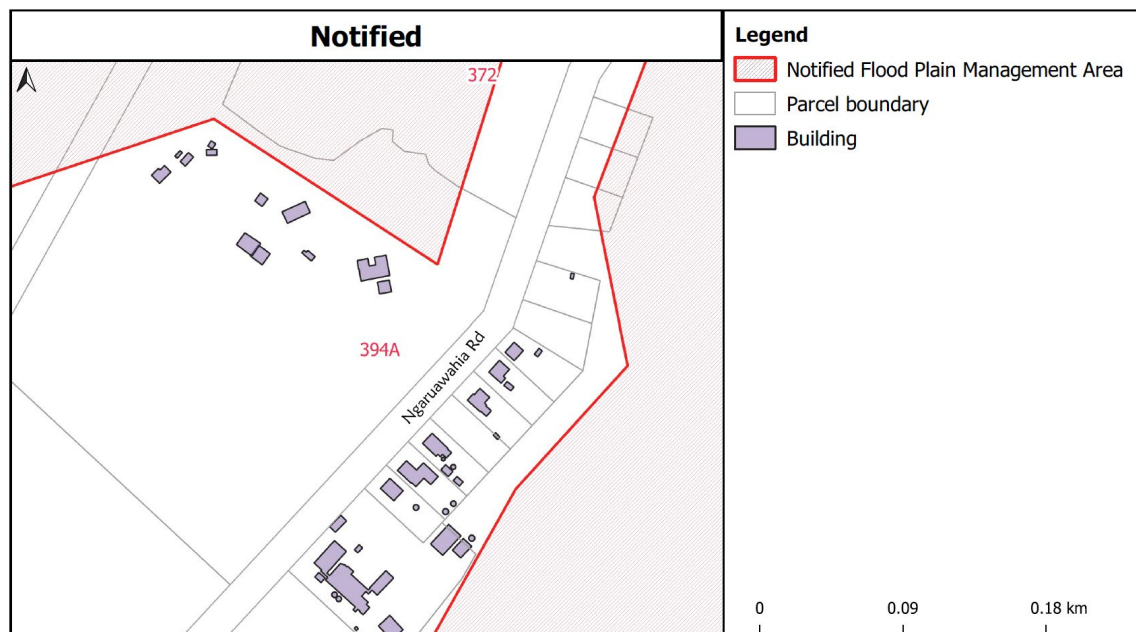 Notified
372
394A
Ngaruawahia Rd
Legend
Notified Flood Plain Management Area
Parcel boundary
Building
0 0.09 0.18 km